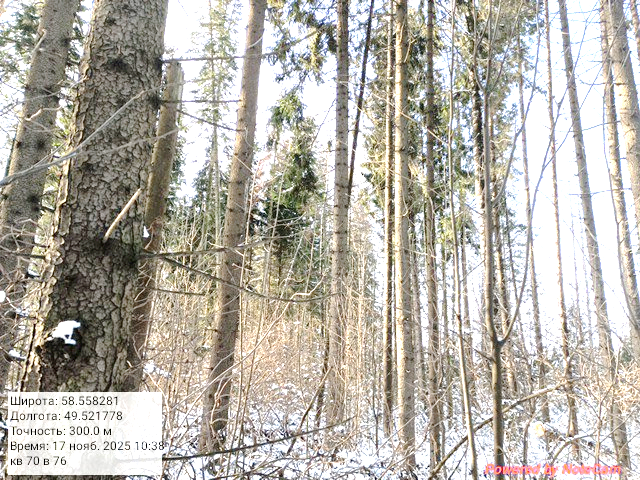 Широта: 58.558281
Долгота: 49.521778
Точность: 300.0 м
Время: 17 нояб. 2025 10:38
кв 70 в 76
Powered by NoteCam